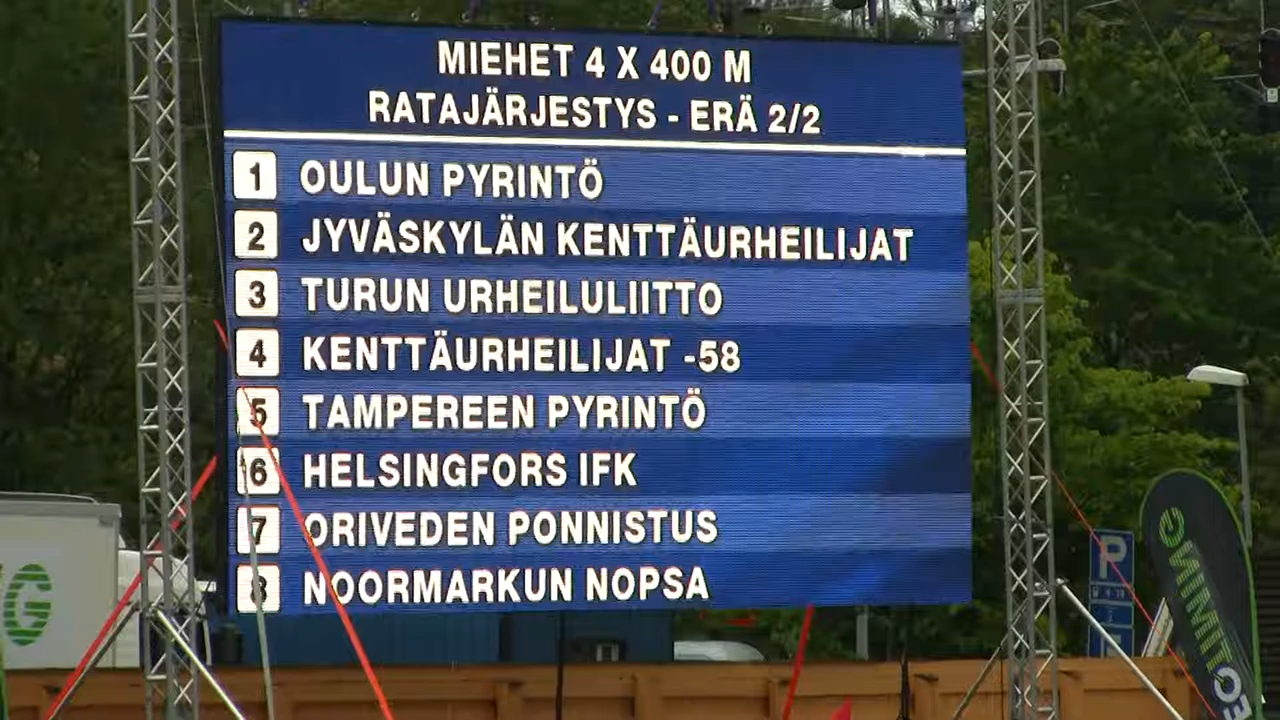 MIEHET 4 X 400 M
RATAJÄRJESTYS - ERÄ 2/2
1 OULUN PYRINTÖ
2 JYVÄSKYLÄN KENTTÄURHEILIJAT
3 TURUN URHEILULIITTO
4 KENTTÄURHEILIJAT -58
5 TAMPEREEN PYRINTÖ
6 HELSINGFORS IFK
7 ORIVEDEN PONNISTUS
8 NOORMARKUN NOPSA
P